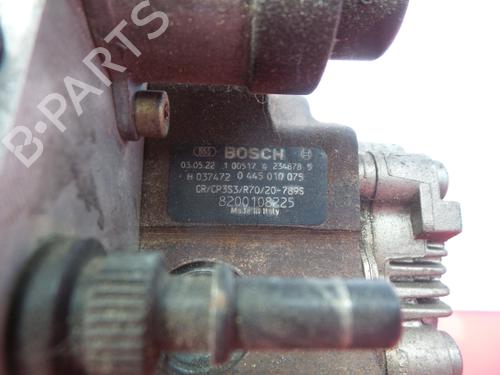 BOSCH
03.05.22 1 00517 4 234678 5
H 037472 0 445 010 075
CR/CP3S3/R70/20-789S
8200108225
Made in Italy
B-PARTS